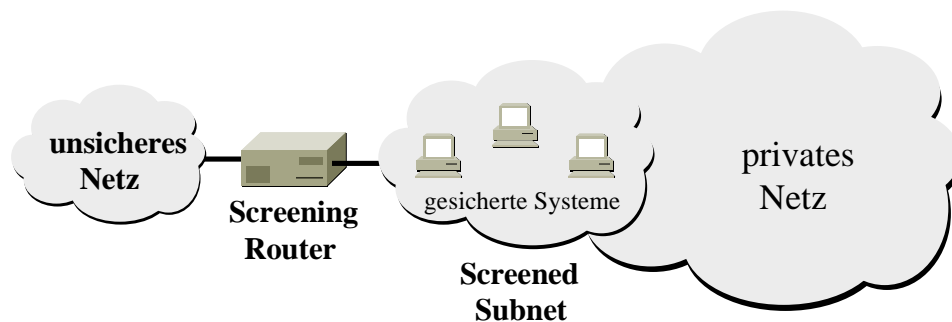 unsicheres
Netz
Screening
Router
gesicherte Systeme
Screened
Subnet
privates
Netz